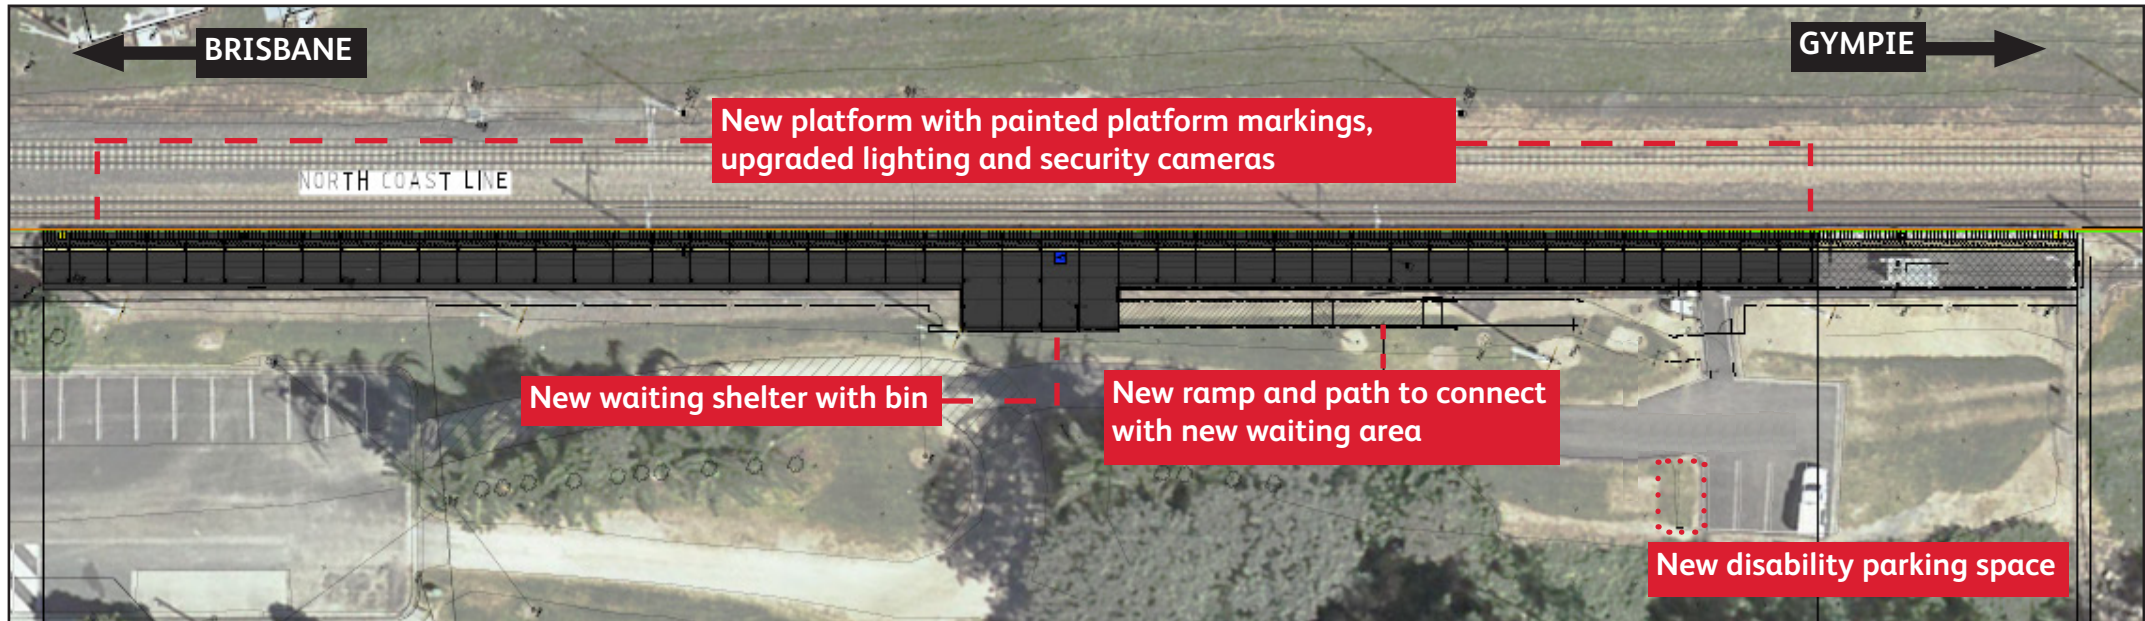 BRISBANE
GYMPIE
New platform with painted platform markings,
upgraded lighting and security cameras
NORTH COAST LINE
New waiting shelter with bin
New ramp and path to connect
with new waiting area
New disability parking space